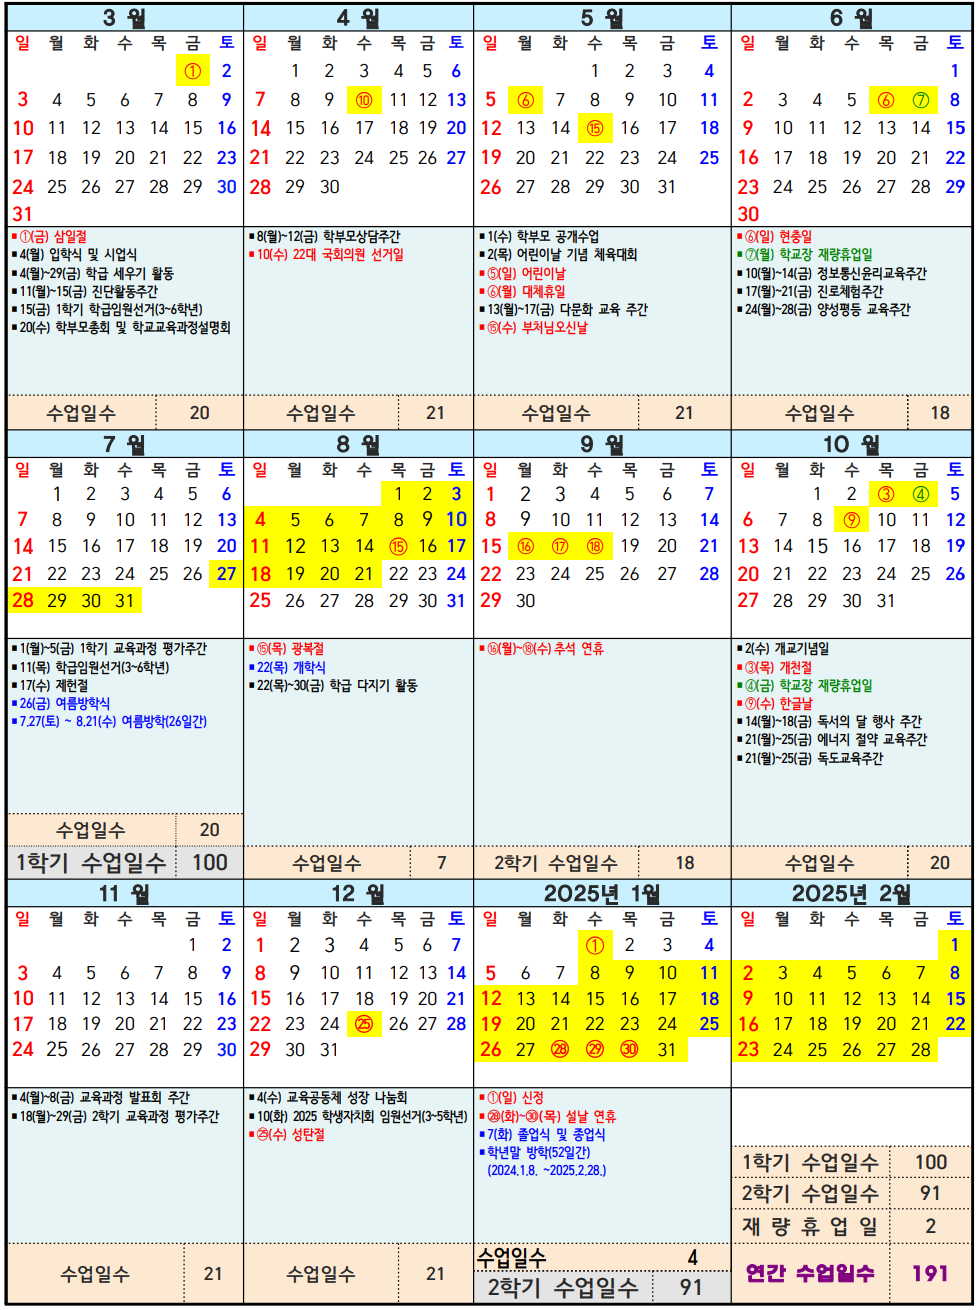 3 월
일 월 화 수 목 금 토
① 2
3 4 5 6 7 8 9
10 11 12 13 14 15 16
17 18 19 20 21 22 23
24 25 26 27 28 29 30
31
▪①(금) 삼일절
▪4(월) 입학식 및 시업식
▪4(월)~29(금) 학급 세우기 활동
▪11(월)~15(금) 진단활동주간
▪15(금) 1학기 학급임원선거(3~6학년)
▪20(수) 학부모총회 및 학교교육과정설명회
수업일수 20
4 월
일 월 화 수 목 금 토
1 2 3 4 5 6
7 8 9 ⑩ 11 12 13
14 15 16 17 18 19 20
21 22 23 24 25 26 27
28 29 30
▪8(월)~12(금) 학부모상담주간
▪10(수) 22대 국회의원 선거일
수업일수 21
5 월
일 월 화 수 목 금 토
1 2 3 4
5 ⑥ 7 8 9 10 11
12 13 14 ⑮ 16 17 18
19 20 21 22 23 24 25
26 27 28 29 30 31
▪1(수) 학부모 공개수업
▪2(목) 어린이날 기념 체육대회
▪⑤(일) 어린이날
▪⑥(월) 대체휴일
▪13(월)~17(금) 다문화 교육 주간
▪⑮(수) 부처님오신날
수업일수 21
6 월
일 월 화 수 목 금 토
1
2 3 4 5 ⑥ ⑦ 8
9 10 11 12 13 14 15
16 17 18 19 20 21 22
23 24 25 26 27 28 29
30
▪⑥(일) 현충일
▪⑦(월) 학교장 재량휴업일
▪10(월)~14(금) 정보통신윤리교육주간
▪17(월)~21(금) 진로체험주간
▪24(월)~28(금) 양성평등 교육주간
수업일수 18
7 월
일 월 화 수 목 금 토
1 2 3 4 5 6
7 8 9 10 11 12 13
14 15 16 17 18 19 20
21 22 23 24 25 26 27
28 29 30 31
▪1(월)~5(금) 1학기 교육과정 평가주간
▪11(목) 학급임원선거(3~6학년)
▪17(수) 제헌절
▪26(금) 여름방학식
▪7.27(토) ~ 8.21(수) 여름방학(26일간)
수업일수 20
1학기 수업일수 100
8 월
일 월 화 수 목 금 토
1 2 3
4 5 6 7 8 9 10
11 12 13 14 ⑮ 16 17
18 19 20 21 22 23 24
25 26 27 28 29 30 31
▪⑮(목) 광복절
▪22(목) 개학식
▪22(목)~30(금) 학급 다지기 활동
수업일수 7
9 월
일 월 화 수 목 금 토
1 2 3 4 5 6 7
8 9 10 11 12 13 14
15 ⑯ ⑰ ⑱ 19 20 21
22 23 24 25 26 27 28
29 30
▪⑯(월)~⑱(수) 추석 연휴
2학기 수업일수 18
10 월
일 월 화 수 목 금 토
1 2 ③ ④ 5
6 7 8 ⑨ 10 11 12
13 14 15 16 17 18 19
20 21 22 23 24 25 26
27 28 29 30 31
▪2(수) 개교기념일
▪③(목) 개천절
▪④(금) 학교장 재량휴업일
▪⑨(수) 한글날
▪14(월)~18(금) 독서의 달 행사 주간
▪21(월)~25(금) 에너지 절약 교육주간
▪21(월)~25(금) 독도교육주간
수업일수 20
11 월
일 월 화 수 목 금 토
1 2
3 4 5 6 7 8 9
10 11 12 13 14 15 16
17 18 19 20 21 22 23
24 25 26 27 28 29 30
▪4(월)~8(금) 교육과정 발표회 주간
▪18(월)~29(금) 2학기 교육과정 평가주간
수업일수 21
12 월
일 월 화 수 목 금 토
1 2 3 4 5 6 7
8 9 10 11 12 13 14
15 16 17 18 19 20 21
22 23 24 ㉕ 26 27 28
29 30 31
▪4(수) 교육공동체 성장 나눔회
▪10(화) 2025 학생자치회 임원선거(3~5학년)
▪㉕(수) 성탄절
수업일수 21
2025년 1월
일 월 화 수 목 금 토
① 2 3 4
5 6 7 8 9 10 11
12 13 14 15 16 17 18
19 20 21 22 23 24 25
26 27 ㉘ ㉙ ㉚ 31
▪①(일) 신정
▪㉘(화)~㉚(목) 설날 연휴
▪7(화) 졸업식 및 종업식
▪학년말 방학(52일간)
(2024.1.8. ~2025.2.28.)
수업일수 4
2학기 수업일수 91
2025년 2월
일 월 화 수 목 금 토
1
2 3 4 5 6 7 8
9 10 11 12 13 14 15
16 17 18 19 20 21 22
23 24 25 26 27 28
1학기 수업일수 100
2학기 수업일수 91
재 량 휴 업 일 2
연간 수업일수 191